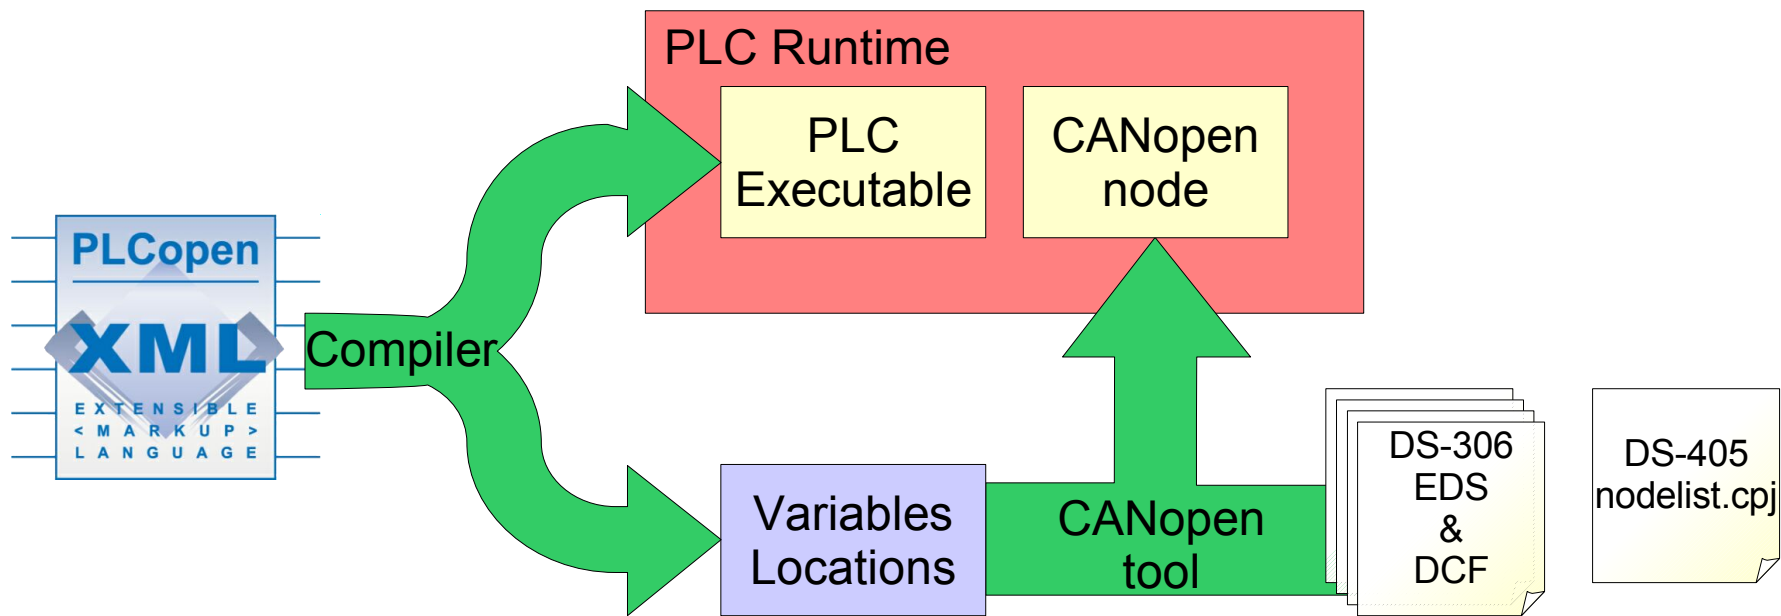 PLC Runtime
PLC
Executable
CANopen
node
PLCopen
XML
EXTENSIBLE
<MARKUP>
LANGUAGE
Compiler
Variables
Locations
CANopen
tool
DS-306
EDS
&
DCF
DS-405
nodelist.cpj